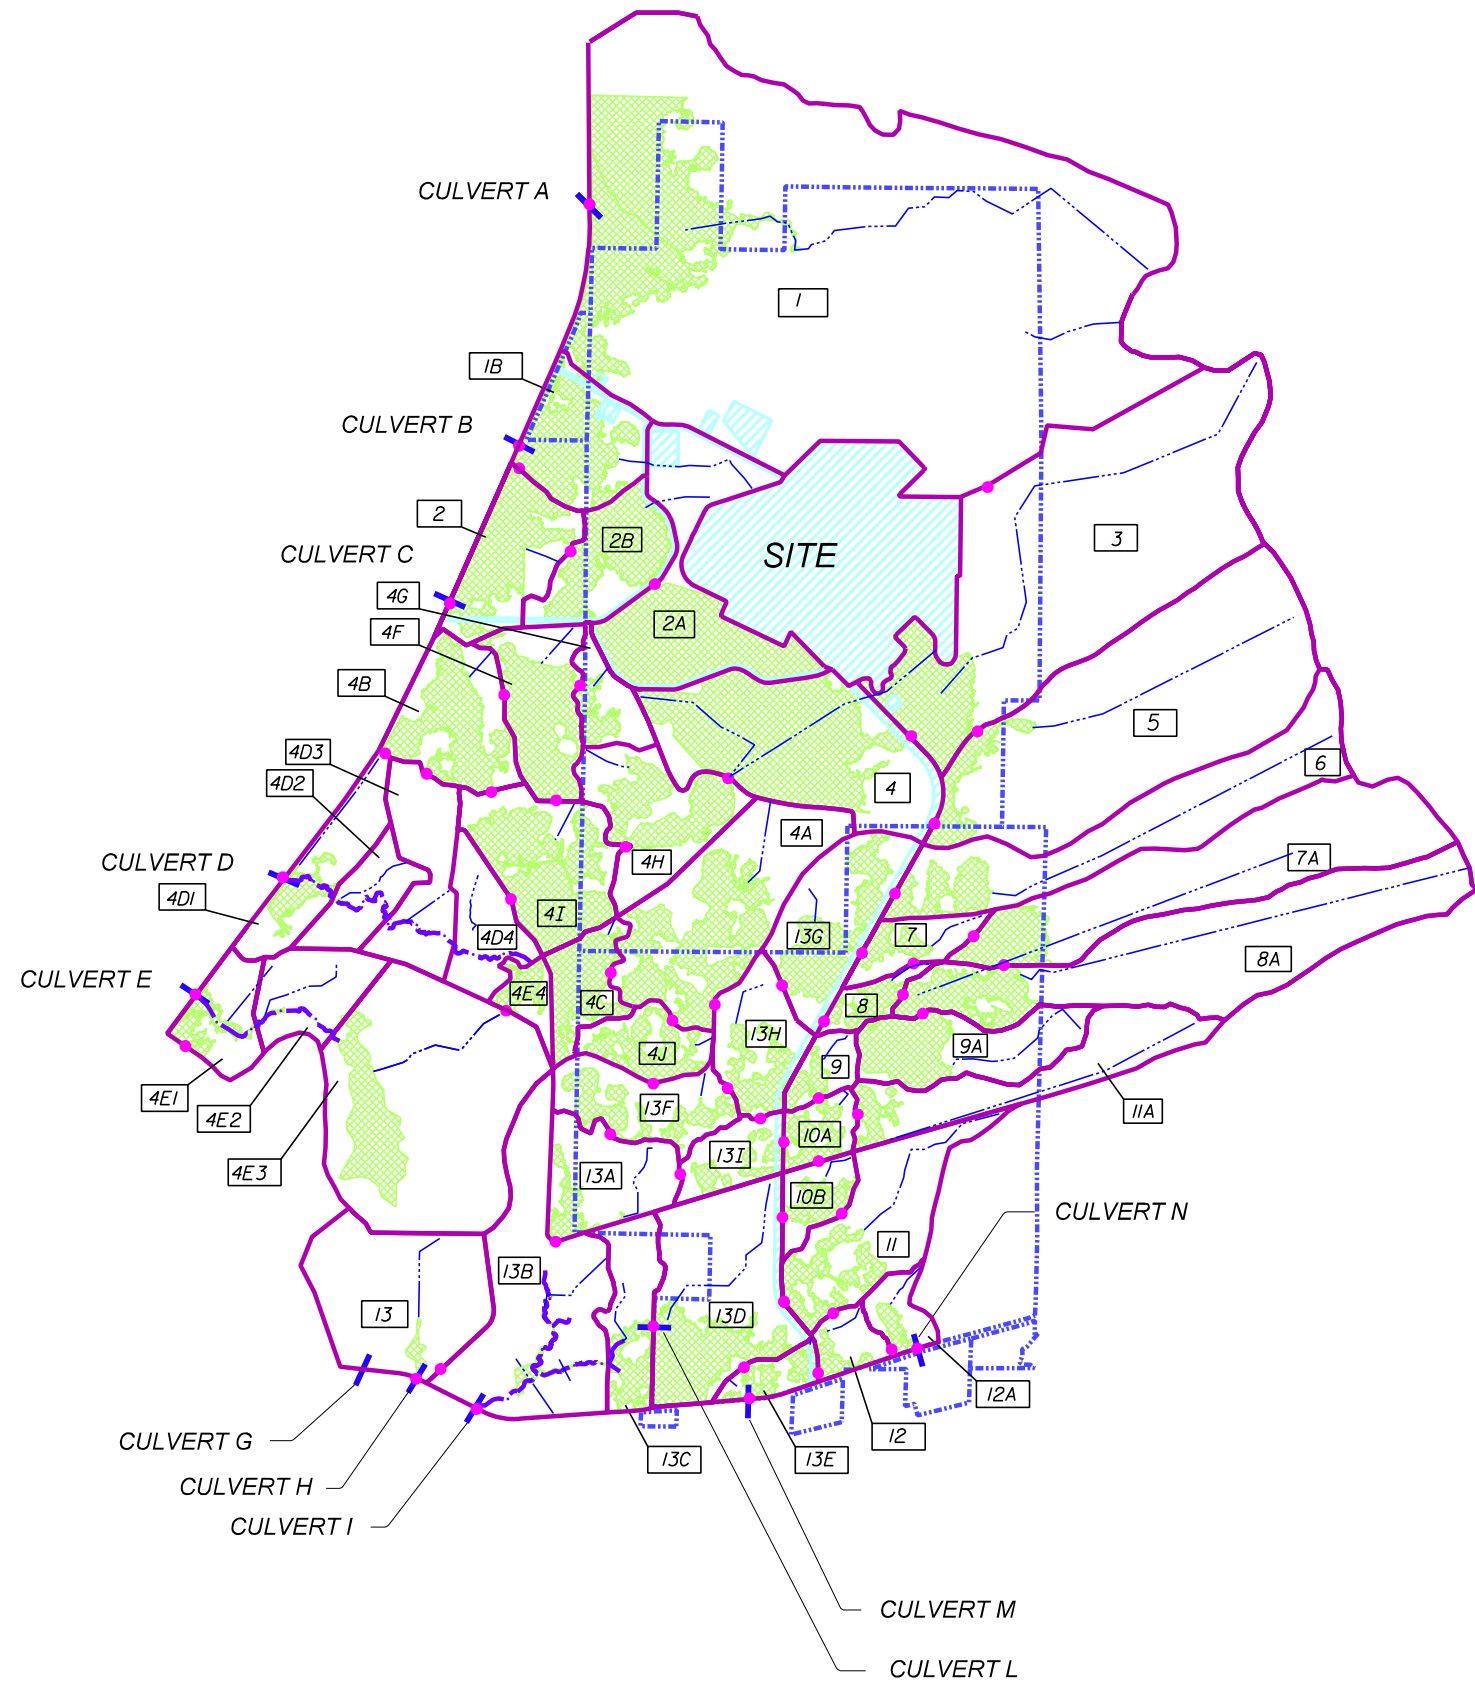 CULVERT A
1
1B
CULVERT B
2
2B
3
CULVERT C
SITE
4G
2A
4F
4B
5
4D3
6
4D2
4
4A
7A
CULVERT D
4H
4D1
4I
13G
7
4D4
8A
CULVERT E
4E4
4C
8
13H
9A
4J
9
4E1
13F
11A
4E2
10A
13I
4E3
13A
10B
CULVERT N
11
13B
13
13D
12A
CULVERT G
12
13C
13E
CULVERT H
CULVERT I
CULVERT M
CULVERT L